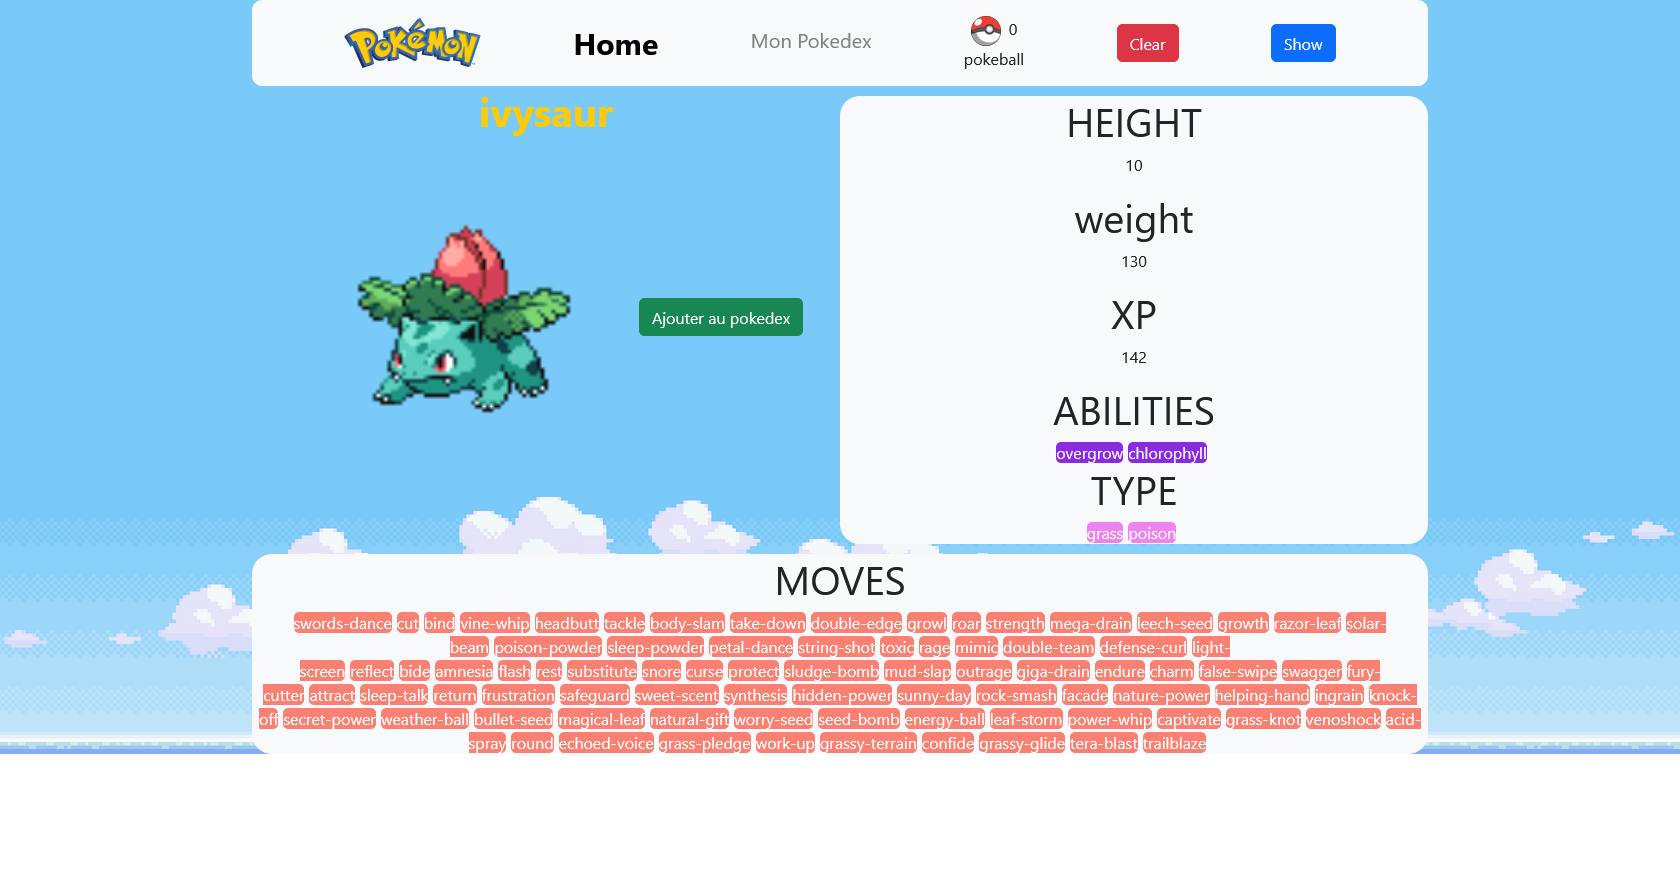 POKéMON
Home
Mon Pokedex
0
pokeball
Clear
Show
ivysaur
Ajouter au pokedex
HEIGHT
10
weight
130
XP
142
ABILITIES
overgrow chlorophyll
TYPE
grass poison
MOVES
swords-dance cut bind vine-whip headbutt tackle body-slam take-down double-edge growl roar strength mega-drain leech-seed growth razor-leaf solar-
beam poison-powder sleep-powder petal-dance string-shot toxic rage mimic double-team defense-curl light-
screen reflect bide amnesia flash rest substitute snore curse protect sludge-bomb mud-slap outrage giga-drain endure charm false-swipe swagger fury-
cutter attract sleep-talk return frustration safeguard sweet-scent synthesis hidden-power sunny-day rock-smash facade nature-power helping-hand ingrain knock-
off secret-power weather-ball bullet-seed magical-leaf natural-gift worry-seed seed-bomb energy-ball leaf-storm power-whip captivate grass-knot venoshock acid-
spray round echoed-voice grass-pledge work-up grassy-terrain confide grassy-glide tera-blast trailblaze